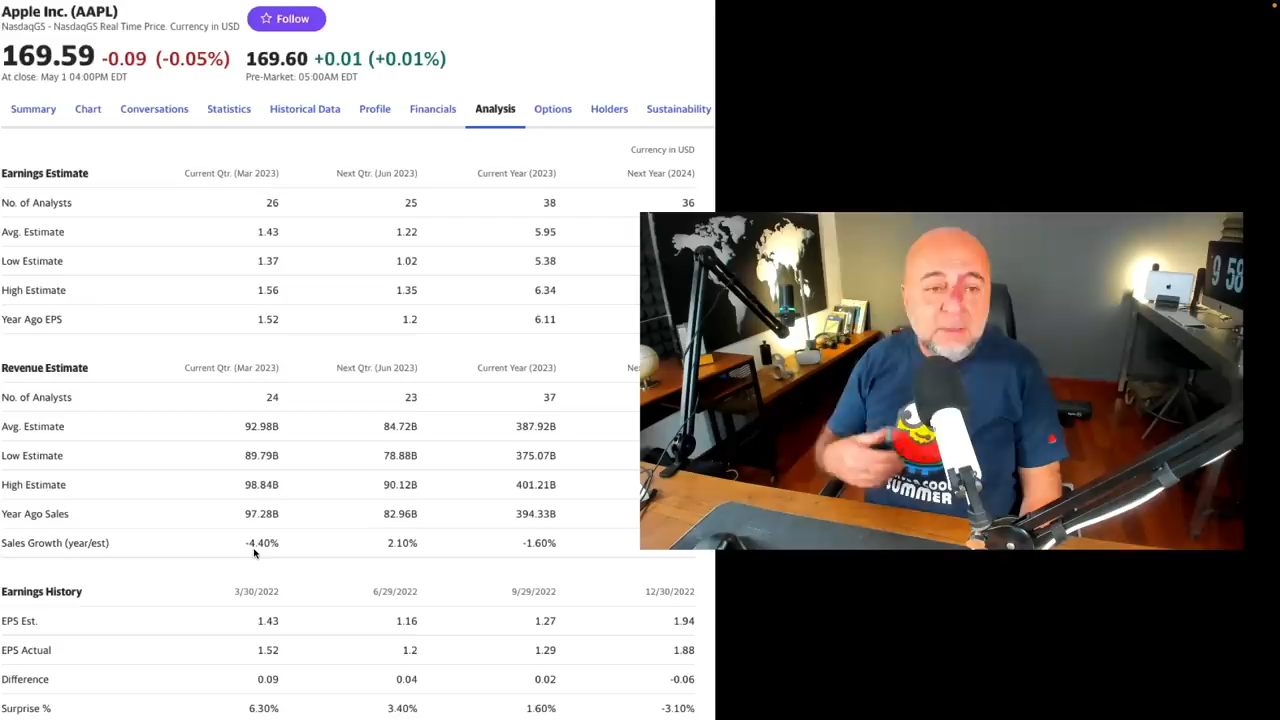 Apple Inc. (AAPL)
NasdaqGS - NasdaqGS Real Time Price. Currency in USD
Follow
169.59 -0.09 (-0.05%) 169.60 +0.01 (+0.01%)
At close: May 1 04:00PM EDT Pre-Market: 05:00AM EDT
Summary Chart Conversations Statistics Historical Data Profile Financials Analysis Options Holders Sustainability
Currency in USD
Earnings Estimate Current Qtr. (Mar 2023) Next Qtr. (Jun 2023) Current Year (2023) Next Year (2024)
No. of Analysts 26 25 38 36
Avg. Estimate 1.43 1.22 5.95
Low Estimate 1.37 1.02 5.38
High Estimate 1.56 1.35 6.34
Year Ago EPS 1.52 1.2 6.11
Revenue Estimate Current Qtr. (Mar 2023) Next Qtr. (Jun 2023) Current Year (2023)
No. of Analysts 24 23 37
Avg. Estimate 92.98B 84.72B 387.92B
Low Estimate 89.79B 78.88B 375.07B
High Estimate 98.84B 90.12B 401.21B
Year Ago Sales 97.28B 82.96B 394.33B
Sales Growth (year/est) -4.40% 2.10% -1.60%
Earnings History 3/30/2022 6/29/2022 9/29/2022 12/30/2022
EPS Est. 1.43 1.16 1.27 1.94
EPS Actual 1.52 1.2 1.29 1.88
Difference 0.09 0.04 0.02 -0.06
Surprise % 6.30% 3.40% 1.60% -3.10%
9 58
SUMMER